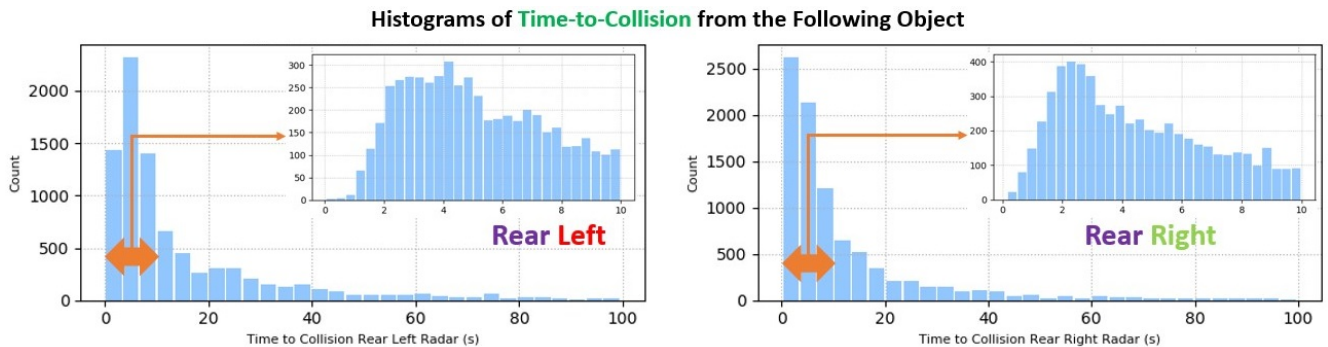 Histograms of Time-to-Collision from the Following Object
Count
2000
1500
1000
500
0
0 20 40 60 80 100
Time to Collision Rear Left Radar (s)
300
250
200
150
100
50
0
0 2 4 6 8 10
Rear Left
Count
2500
2000
1500
1000
500
0
0 20 40 60 80 100
Time to Collision Rear Right Radar (s)
400
300
200
100
0
0 2 4 6 8 10
Rear Right